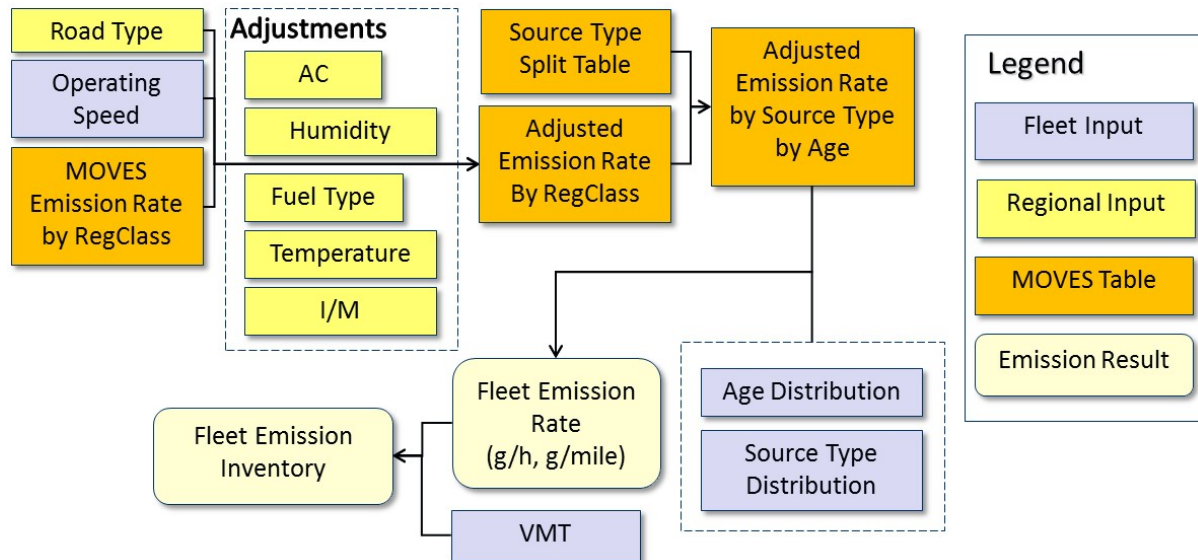 Road Type
Operating
Speed
MOVES
Emission Rate
by RegClass
Adjustments
AC
Humidity
Fuel Type
Temperature
I/M
Source Type
Split Table
Adjusted
Emission Rate
By RegClass
Adjusted
Emission Rate
by Source Type
by Age
Legend
Fleet Input
Regional Input
MOVES Table
Emission Result
Fleet Emission
Inventory
Fleet Emission
Rate
(g/h, g/mile)
VMT
Age Distribution
Source Type
Distribution